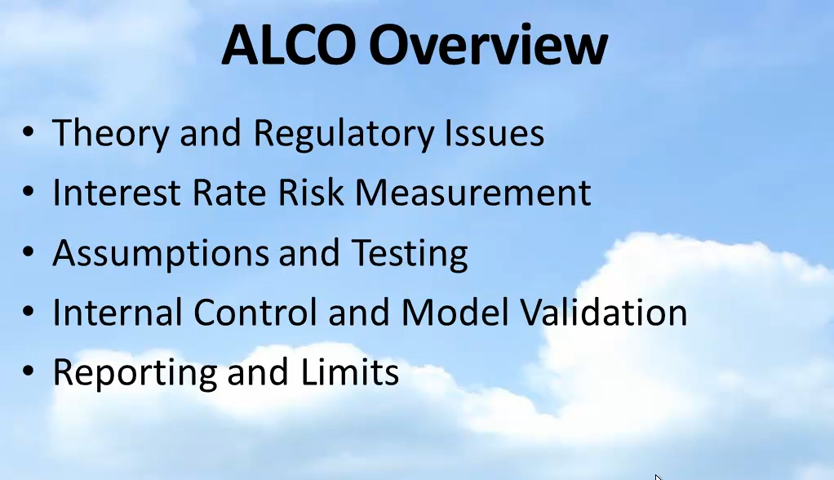 ALCO Overview
• Theory and Regulatory Issues
• Interest Rate Risk Measurement
• Assumptions and Testing
• Internal Control and Model Validation
• Reporting and Limits